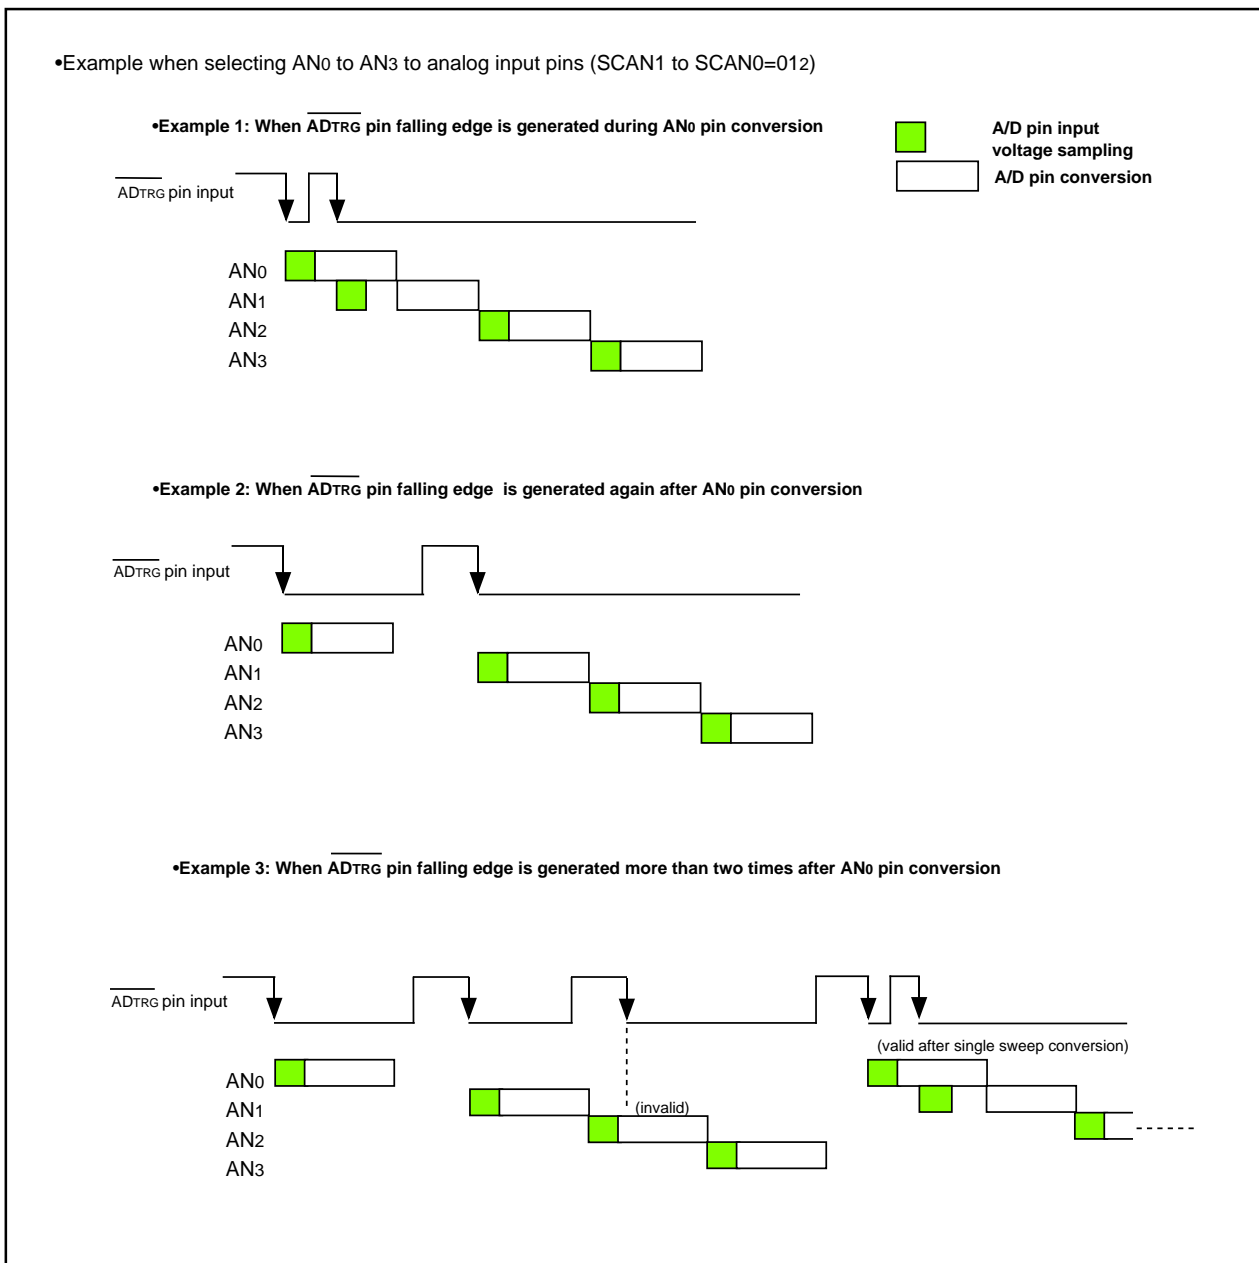 •Example when selecting AN0 to AN3 to analog input pins (SCAN1 to SCAN0=012)
•Example 1: When ADTRG pin falling edge is generated during AN0 pin conversion
A/D pin input
voltage sampling
A/D pin conversion
ADTRG pin input
AN0
AN1
AN2
AN3
•Example 2: When ADTRG pin falling edge is generated again after AN0 pin conversion
ADTRG pin input
AN0
AN1
AN2
AN3
•Example 3: When ADTRG pin falling edge is generated more than two times after AN0 pin conversion
ADTRG pin input
(valid after single sweep conversion)
AN0
AN1
(invalid)
AN2
AN3